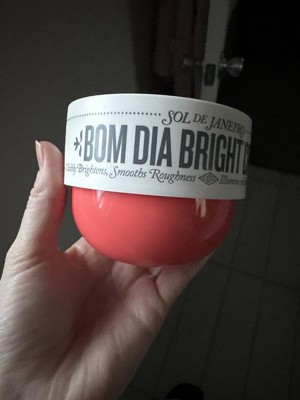 SOL DE JANEIRO
BOM DIA BRIGHT
Visibly Brightens, Smooths Roughness